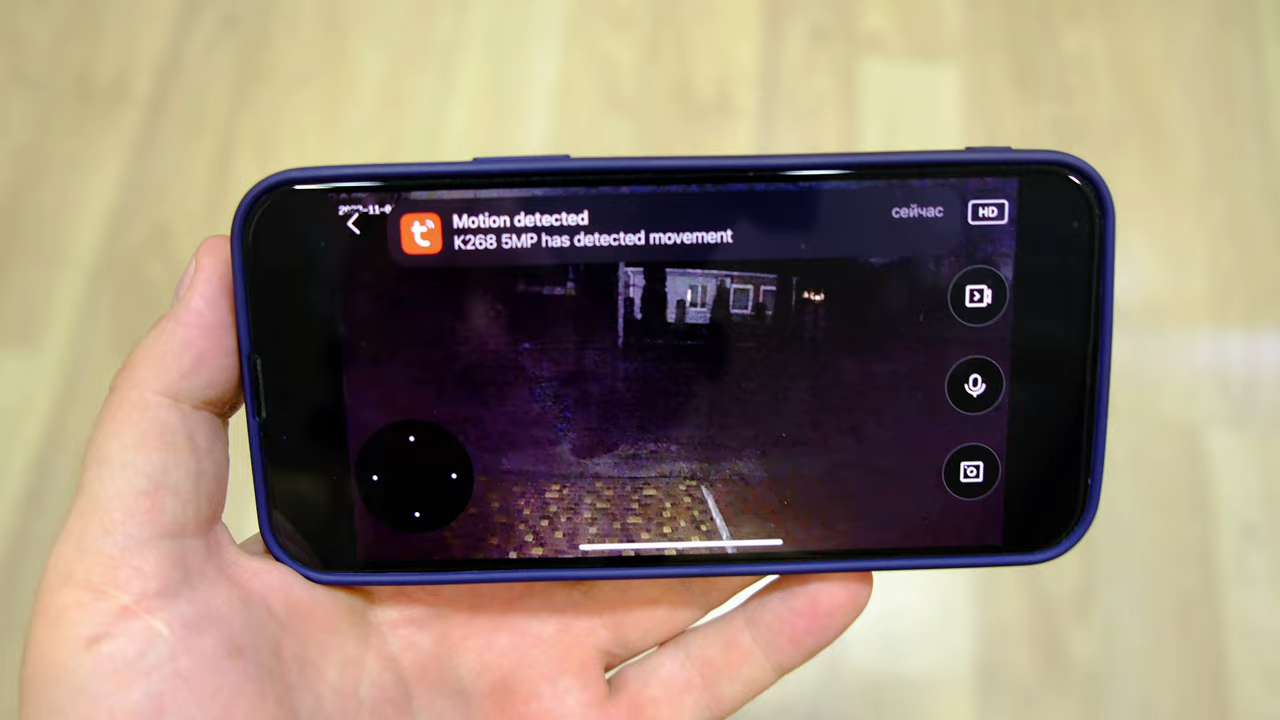 Motion detected
сейчас
HD
K268 5MP has detected movement